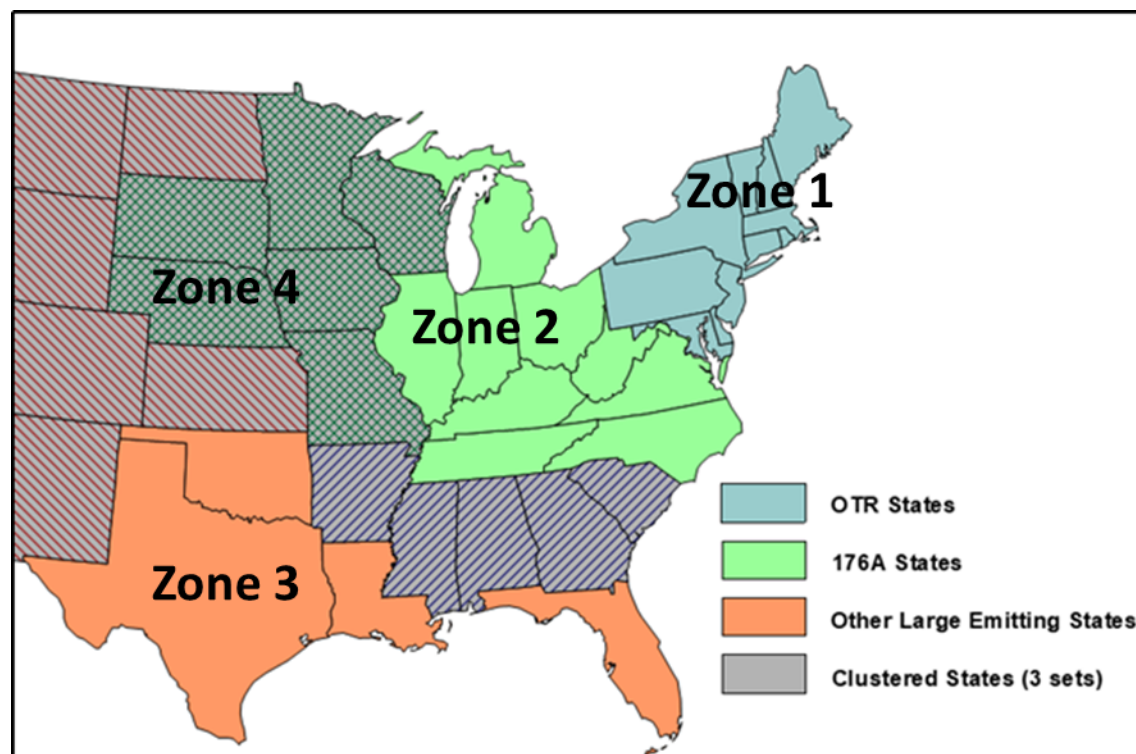 Zone 1
Zone 4
Zone 2
Zone 3
OTR States
176A States
Other Large Emitting States
Clustered States (3 sets)